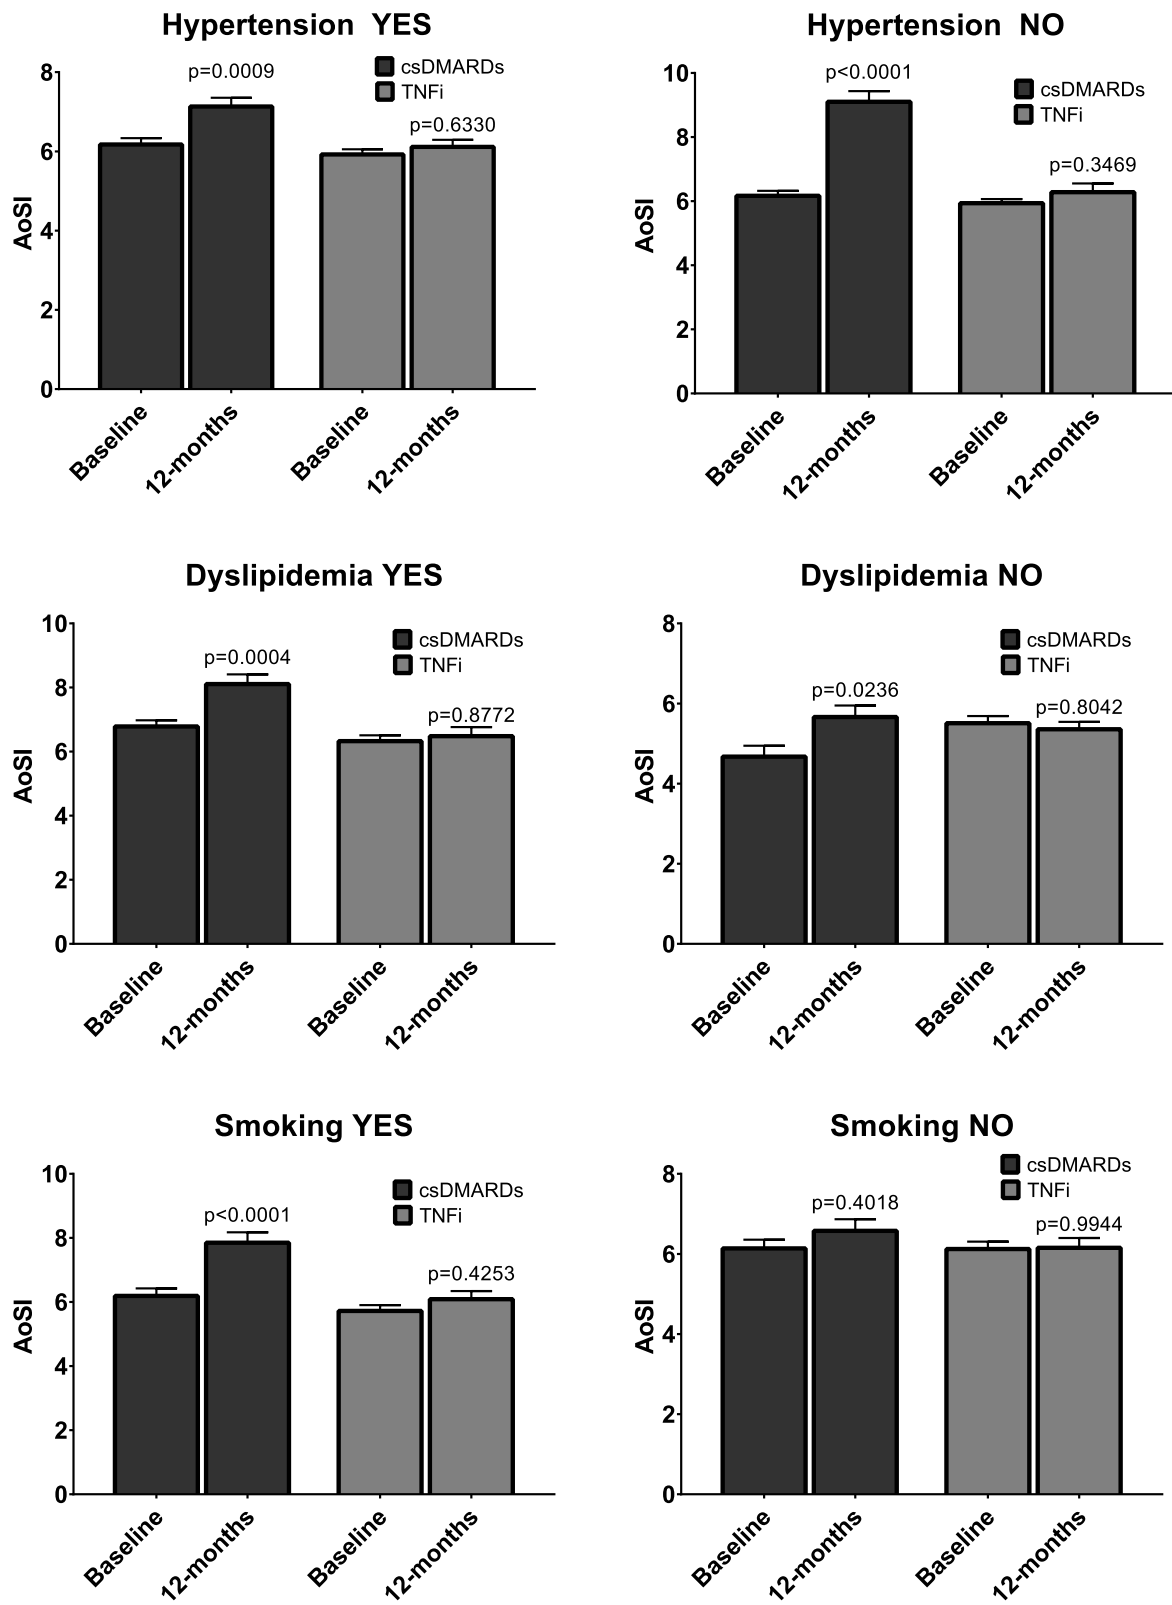 Hypertension YES
8
6
4
2
0
AoSI
p=0.0009
p=0.6330
csDMARDs
TNFi
Baseline
12-months
Baseline
12-months
Hypertension NO
10
8
6
4
2
0
AoSI
p<0.0001
p=0.3469
csDMARDs
TNFi
Baseline
12-months
Baseline
12-months
Dyslipidemia YES
10
8
6
4
2
0
AoSI
p=0.0004
p=0.8772
csDMARDs
TNFi
Baseline
12-months
Baseline
12-months
Dyslipidemia NO
8
6
4
2
0
AoSI
p=0.0236
p=0.8042
csDMARDs
TNFi
Baseline
12-months
Baseline
12-months
Smoking YES
10
8
6
4
2
0
AoSI
p<0.0001
p=0.4253
csDMARDs
TNFi
Baseline
12-months
Baseline
12-months
Smoking NO
8
6
4
2
0
AoSI
p=0.4018
p=0.9944
csDMARDs
TNFi
Baseline
12-months
Baseline
12-months